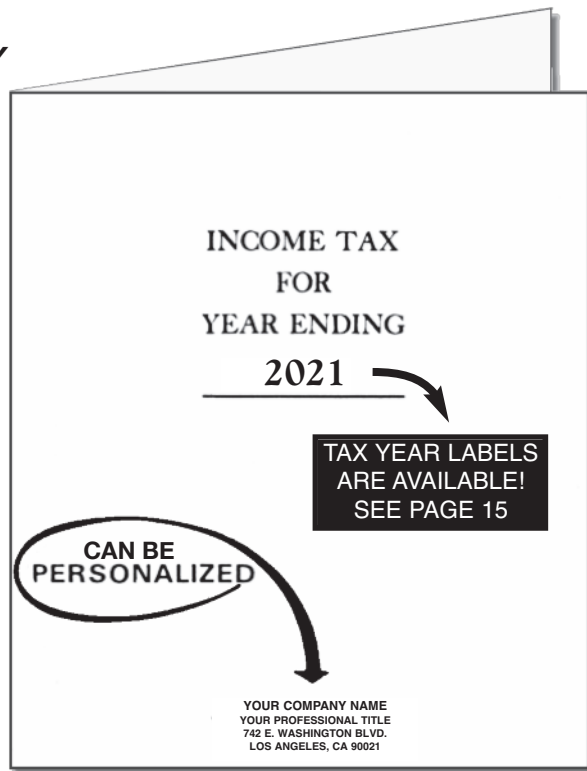 INCOME TAX
FOR
YEAR ENDING
2021
TAX YEAR LABELS
ARE AVAILABLE!
SEE PAGE 15
CAN BE
PERSONALIZED
YOUR COMPANY NAME
YOUR PROFESSIONAL TITLE
742 E. WASHINGTON BLVD.
LOS ANGELES, CA 90021